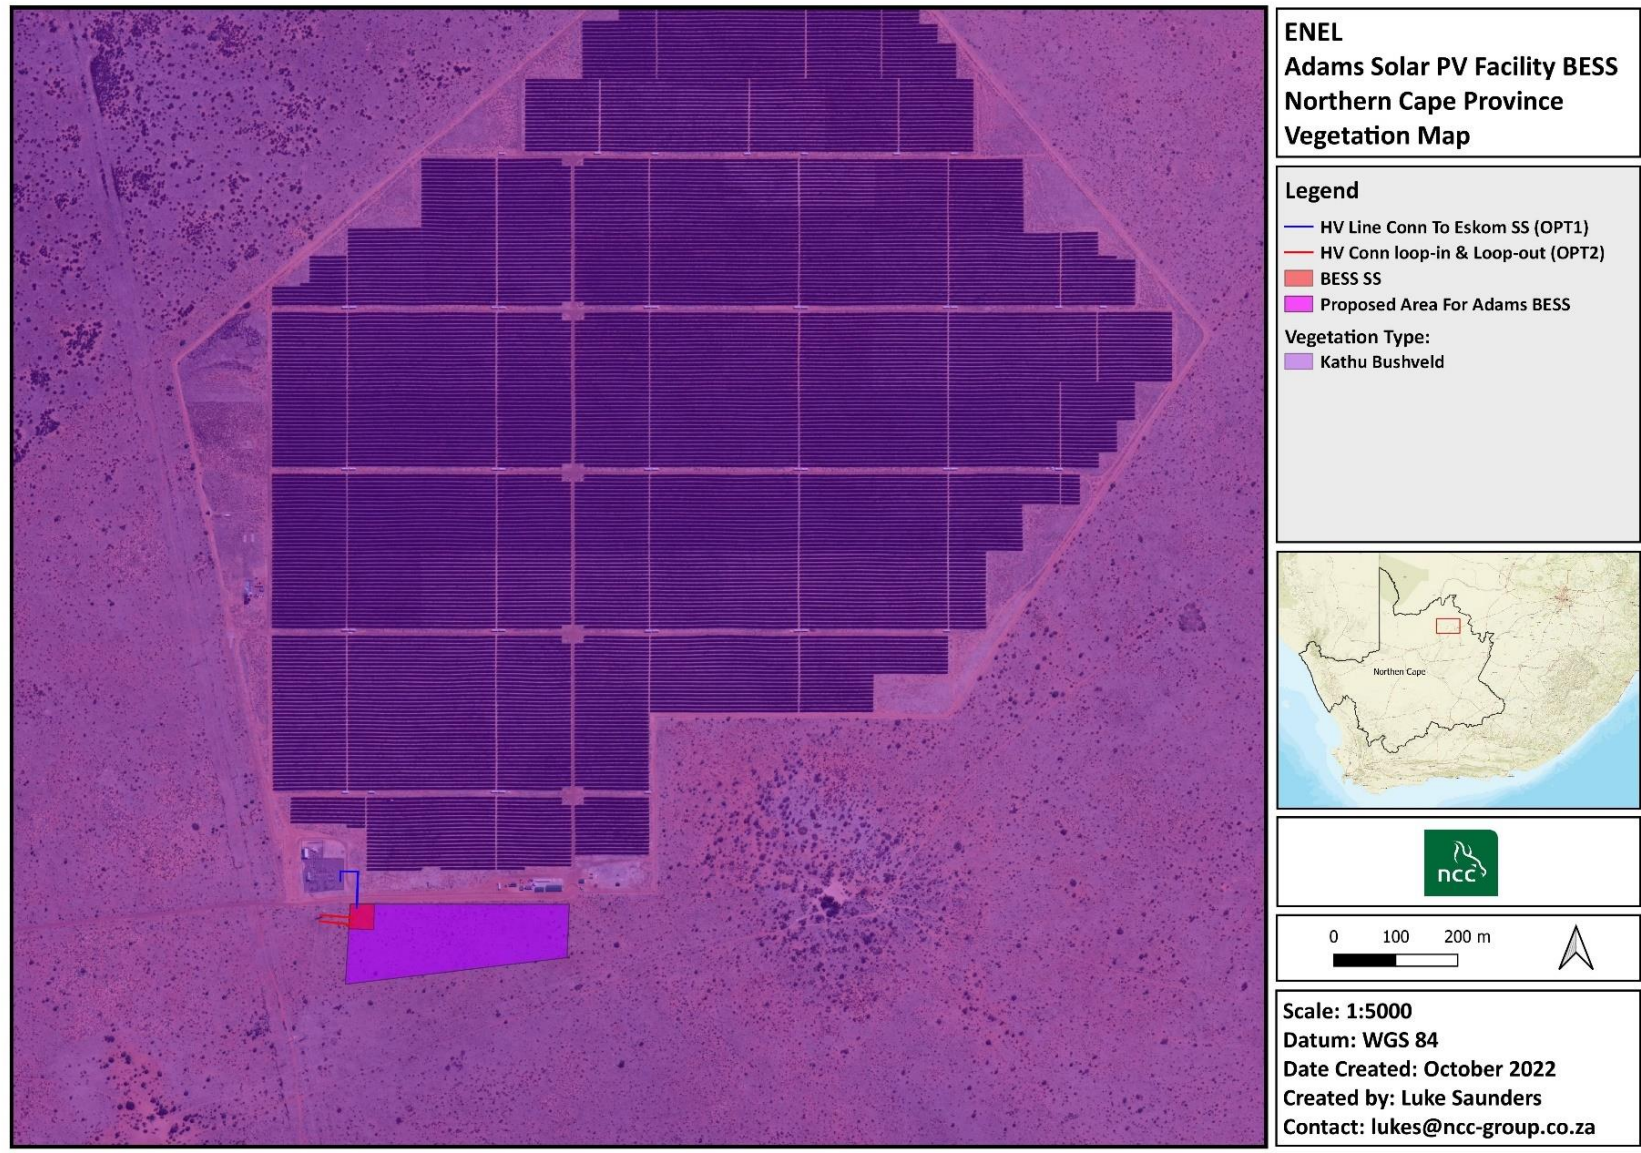 ENEL
Adams Solar PV Facility BESS
Northern Cape Province
Vegetation Map
Legend
HV Line Conn To Eskom SS (OPT1)
HV Conn loop-in & Loop-out (OPT2)
BESS SS
Proposed Area For Adams BESS
Vegetation Type:
Kathu Bushveld
Northen Cape
ncc
0 100 200 m
Scale: 1:5000
Datum: WGS 84
Date Created: October 2022
Created by: Luke Saunders
Contact: lukes@ncc-group.co.za